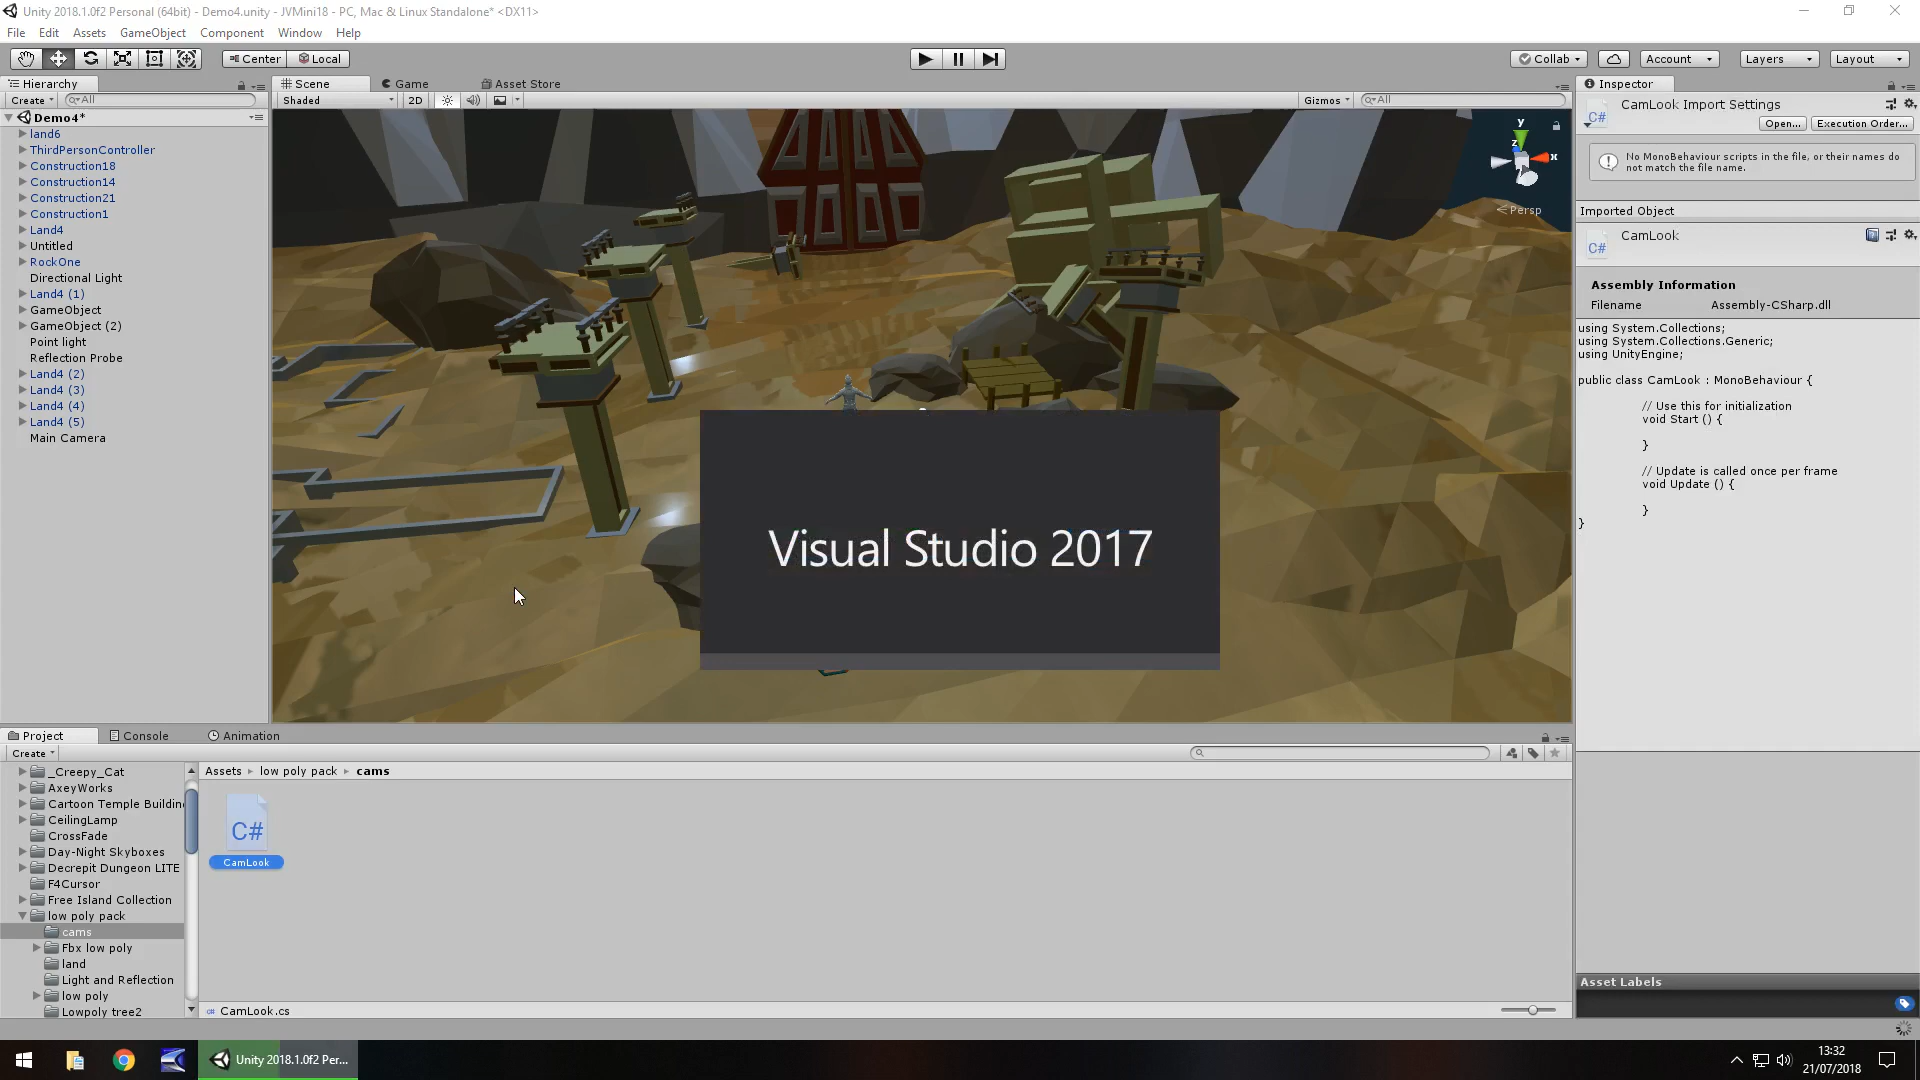 Unity 2018.1.0f2 Personal (64bit) - Demo4.unity - JVMini18 - PC, Mac & Linux Standalone* <DX11>
File Edit Assets GameObject Component Window Help
Center Local
Collab Account Layers Layout
Hierarchy
Create All
Demo4*
land6
ThirdPersonController
Construction18
Construction14
Construction21
Construction1
Land4
Untitled
RockOne
Directional Light
Land4 (1)
GameObject
GameObject (2)
Point light
Reflection Probe
Land4 (2)
Land4 (3)
Land4 (4)
Land4 (5)
Main Camera
Scene Game Asset Store
Shaded 2D Gizmos All
y
z x
Persp
Visual Studio 2017
Inspector
CamLook Import Settings
C#
Open... Execution Order...
No MonoBehaviour scripts in the file, or their names do
not match the file name.
Imported Object
CamLook
C#
Assembly Information
Filename Assembly-CSharp.dll
using System.Collections;
using System.Collections.Generic;
using UnityEngine;
public class CamLook : MonoBehaviour {
// Use this for initialization
void Start () {
}
// Update is called once per frame
void Update () {
}
}
Asset Labels
Project Console Animation
Create
_Creepy_Cat
AxeyWorks
Cartoon Temple Building
CeilingLamp
CrossFade
Day-Night Skyboxes
Decrepit Dungeon LITE
F4Cursor
Free Island Collection
low poly pack
cams
Fbx low poly
land
Light and Reflection
low poly
Lowpoly tree2
Assets low poly pack cams
C#
CamLook
CamLook.cs
Unity 2018.1.0f2 Per...
13:32
21/07/2018